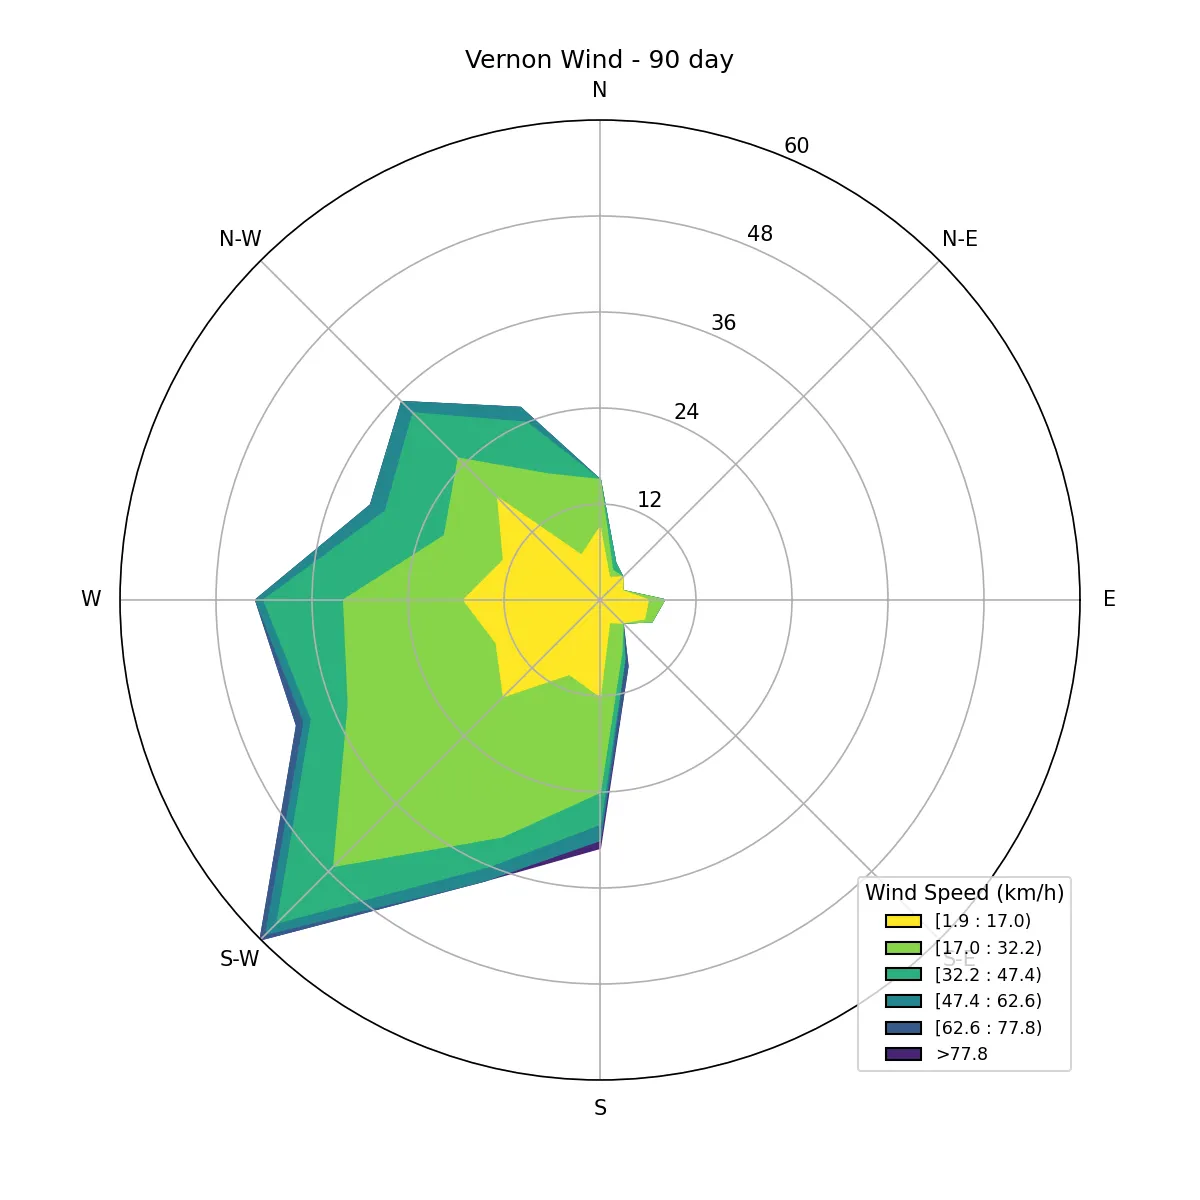 Vernon Wind - 90 day
N
60
N-W
48
N-E
36
24
12
W
E
Wind Speed (km/h)
[1.9 : 17.0)
[17.0 : 32.2)
S-W
S-E
[32.2 : 47.4)
[47.4 : 62.6)
[62.6 : 77.8)
>77.8
S